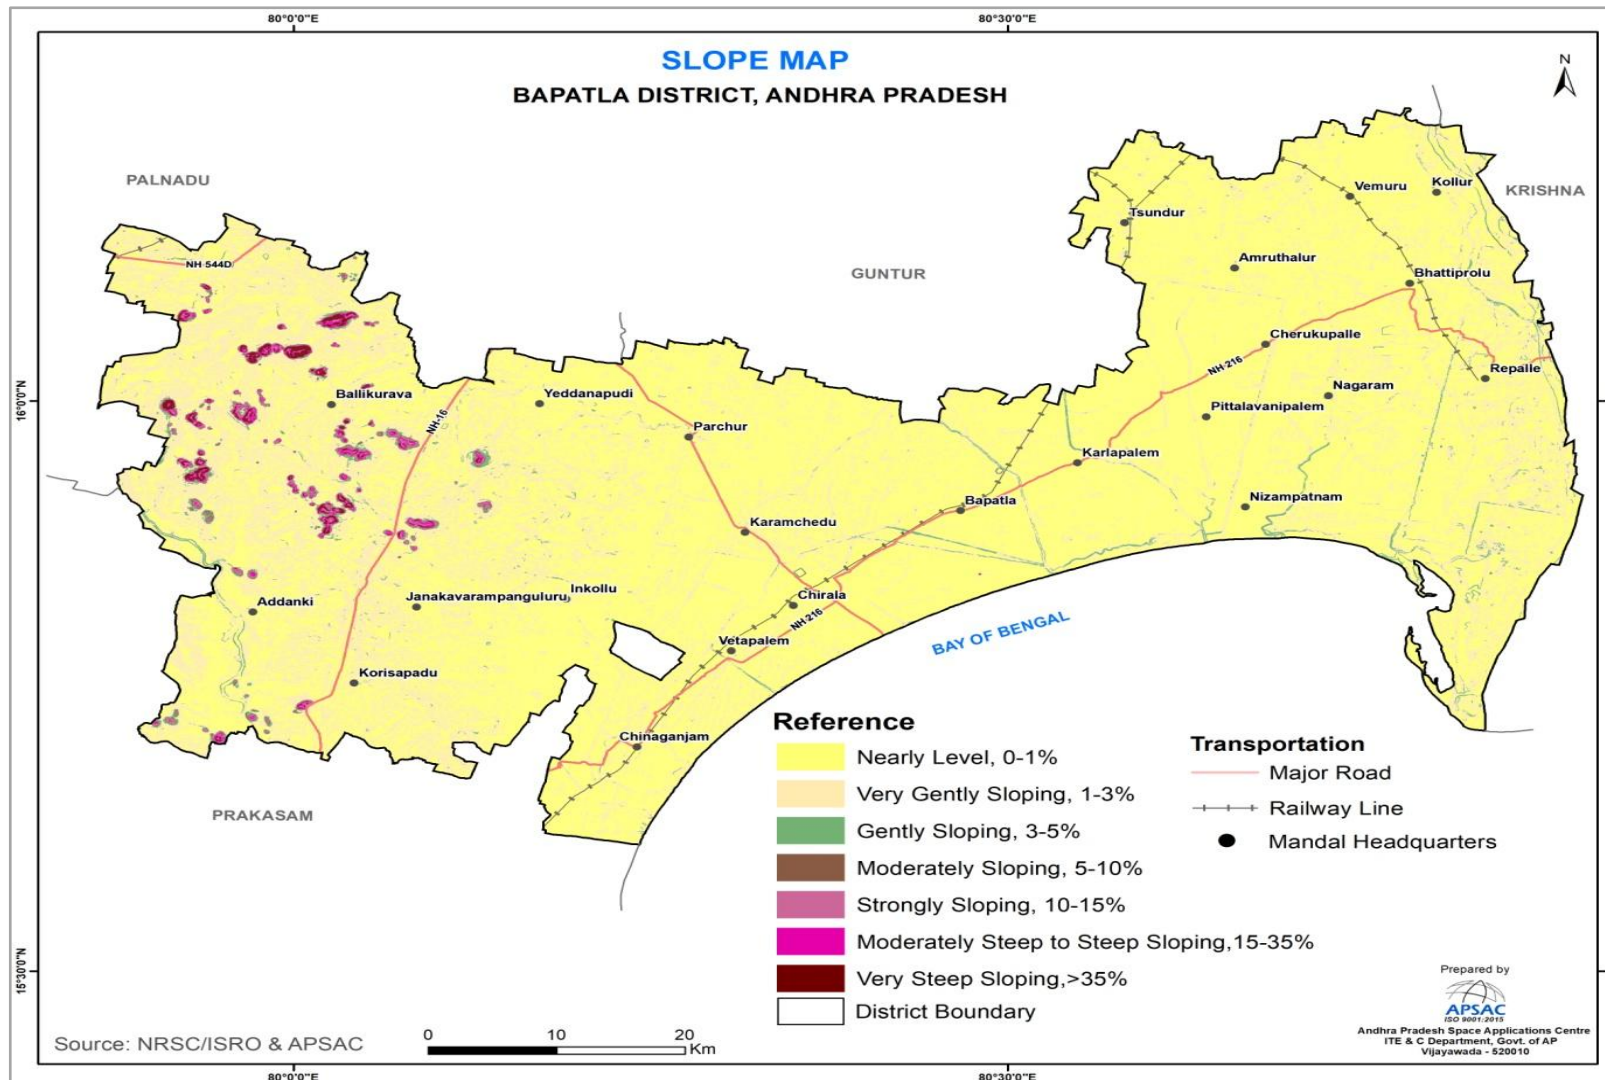 80°0'0"E
80°30'0"E
SLOPE MAP
BAPATLA DISTRICT, ANDHRA PRADESH
N
PALNADU
KRISHNA
Vemuru
Kollur
Tsundur
NH-544D
GUNTUR
Amruthalur
Bhattiprolu
Cherukupalle
NH-216
Repalle
Nagaram
16°0'0"N
Ballikurava
Yeddanapudi
NH-16
Pittalavanipalem
Parchur
Karlapalem
Bapatla
Nizampatnam
Karamchedu
Addanki
Janakavarampanguluru
Inkollu
Chirala
NH-216
BAY OF BENGAL
Vetapalem
Korisapadu
Chinaganjam
PRAKASAM
Reference
Nearly Level, 0-1%
Very Gently Sloping, 1-3%
Gently Sloping, 3-5%
Moderately Sloping, 5-10%
Strongly Sloping, 10-15%
Moderately Steep to Steep Sloping,15-35%
Very Steep Sloping,>35%
District Boundary
Transportation
Major Road
Railway Line
Mandal Headquarters
15°30'0"N
Source: NRSC/ISRO & APSAC
0 10 20
Km
Prepared by
APSAC
ISO 9001:2015
Andhra Pradesh Space Applications Centre
ITE & C Department, Govt. of AP
Vijayawada - 520010
80°0'0"E
80°30'0"E